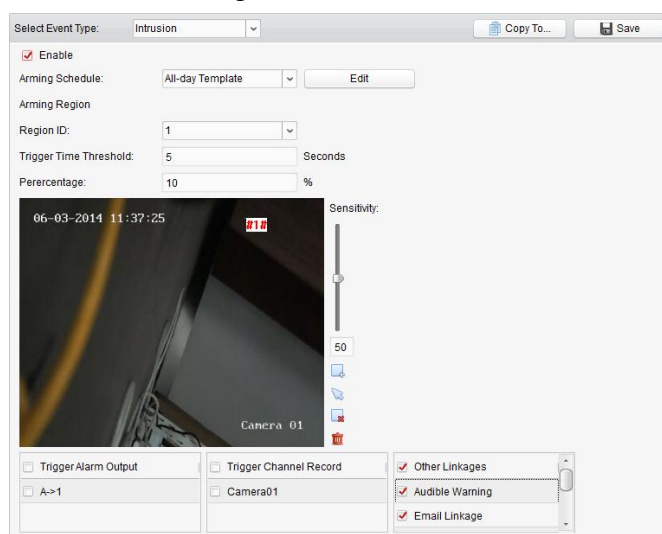 Select Event Type: Intrusion Copy To... Save
Enable
Arming Schedule: All-day Template Edit
Arming Region
Region ID: 1
Trigger Time Threshold: 5 Seconds
Perercentage: 10 %
Sensitivity:
06-03-2014 11:37:25
#1#
50
Camera 01
Trigger Alarm Output Trigger Channel Record Other Linkages
A->1 Camera01 Audible Warning
Email Linkage